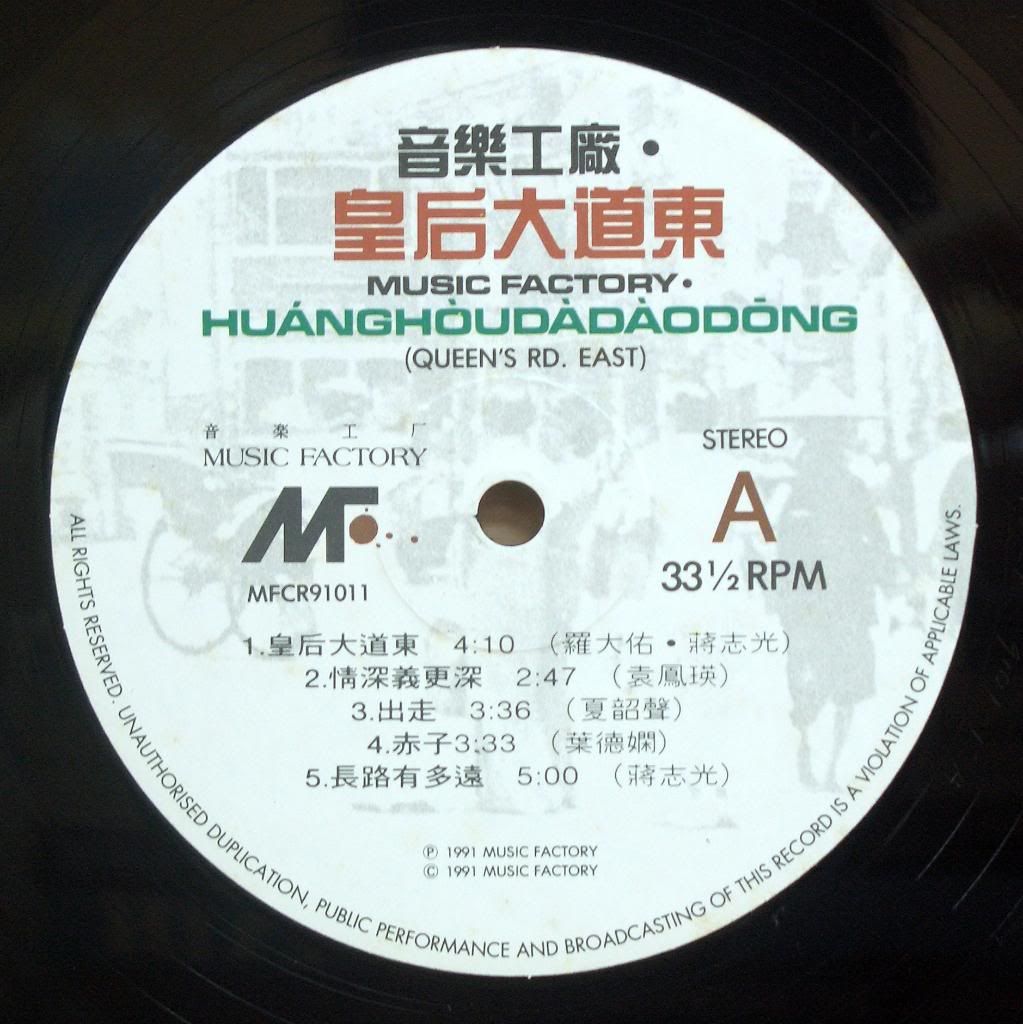 音樂工廠·
皇后大道東
MUSIC FACTORY·
HUÁNGHÒUDÀDÀODŌNG
(QUEEN'S RD. EAST)
音樂工厂
MUSIC FACTORY
MF
MFCR91011
STEREO
A
33 ½ RPM
1.皇后大道東 4:10 （羅大佑·蔣志光）
2.情深義更深 2:47 （袁鳳瑛）
3.出走 3:36 （夏韶聲）
4.赤子3:33 （葉德嫻）
5.長路有多遠 5:00 （蔣志光）
Ⓟ 1991 MUSIC FACTORY
© 1991 MUSIC FACTORY
ALL RIGHTS RESERVED. UNAUTHORISED DUPLICATION, PUBLIC PERFORMANCE AND BROADCASTING OF THIS RECORD IS A VIOLATION OF APPLICABLE LAWS.